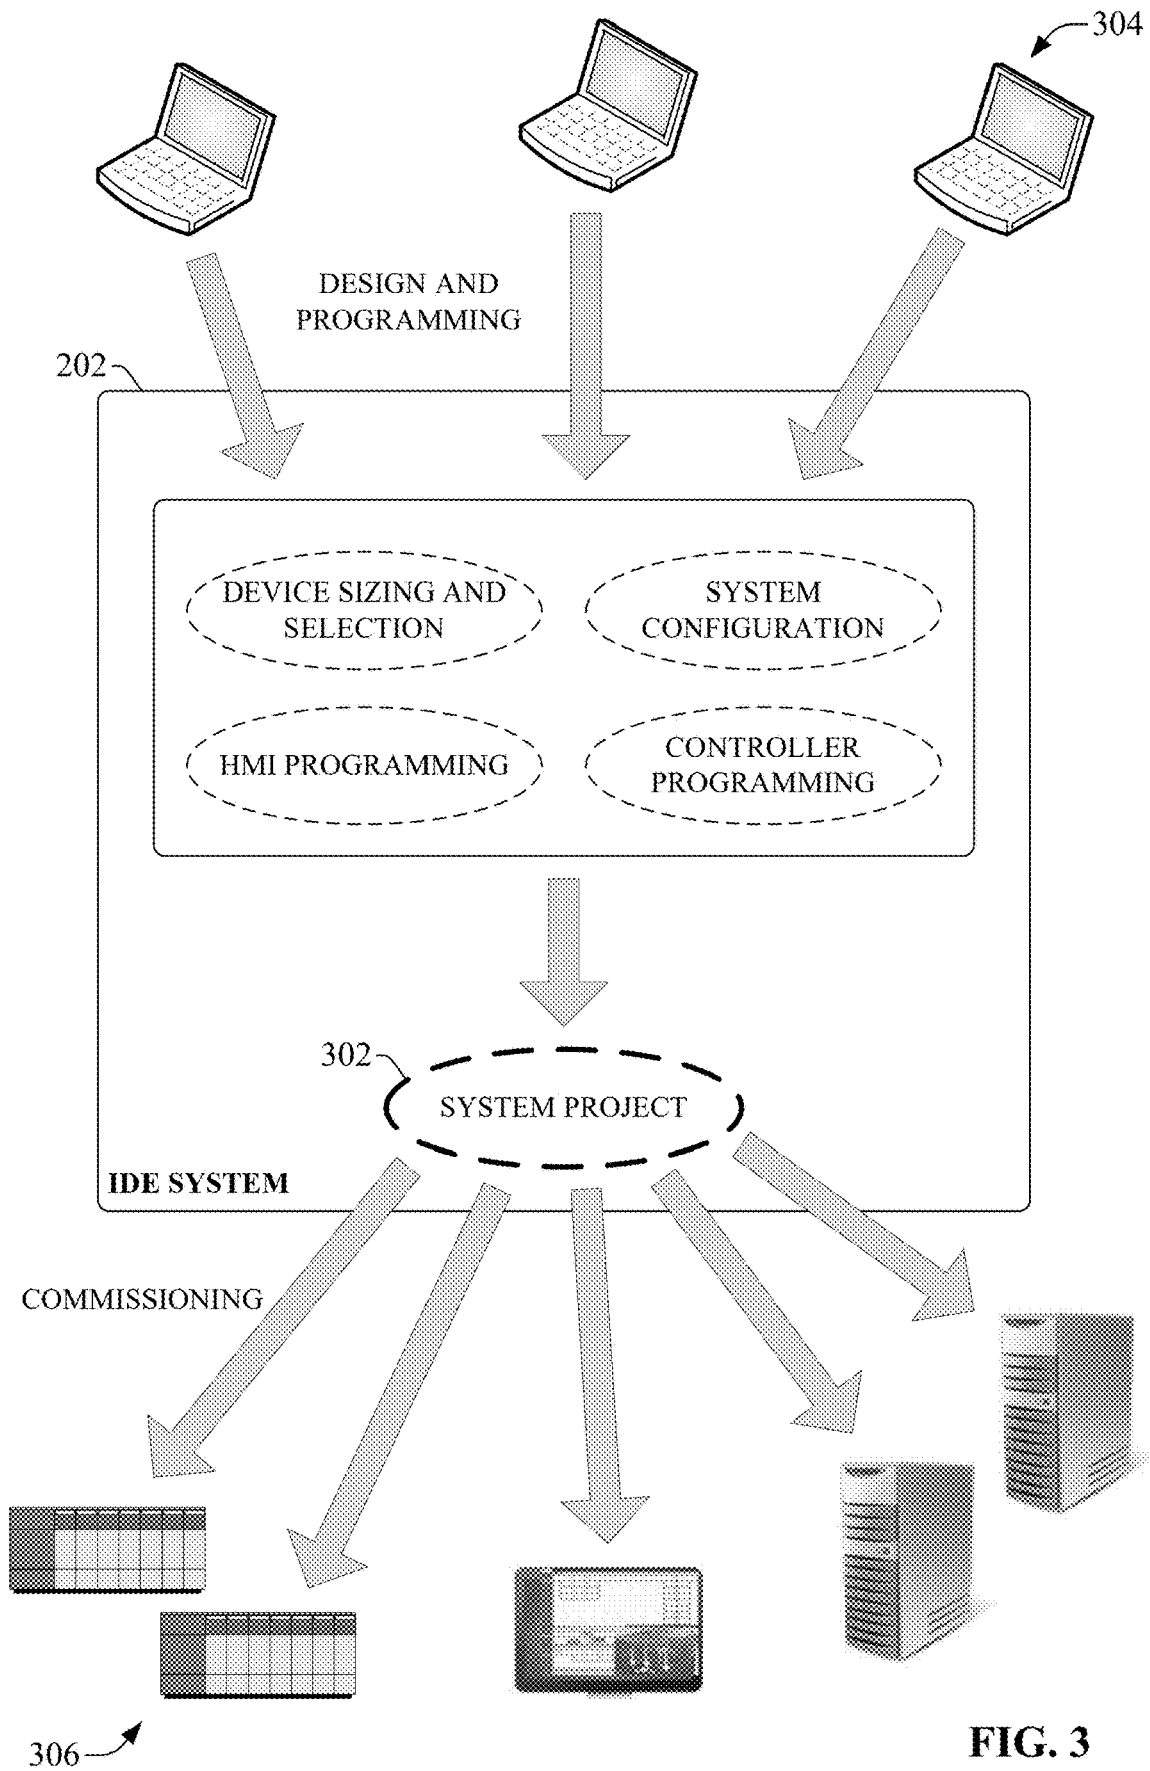 304
DESIGN AND
PROGRAMMING
202
DEVICE SIZING AND
SELECTION
SYSTEM
CONFIGURATION
HMI PROGRAMMING
CONTROLLER
PROGRAMMING
302
SYSTEM PROJECT
IDE SYSTEM
COMMISSIONING
306
FIG. 3